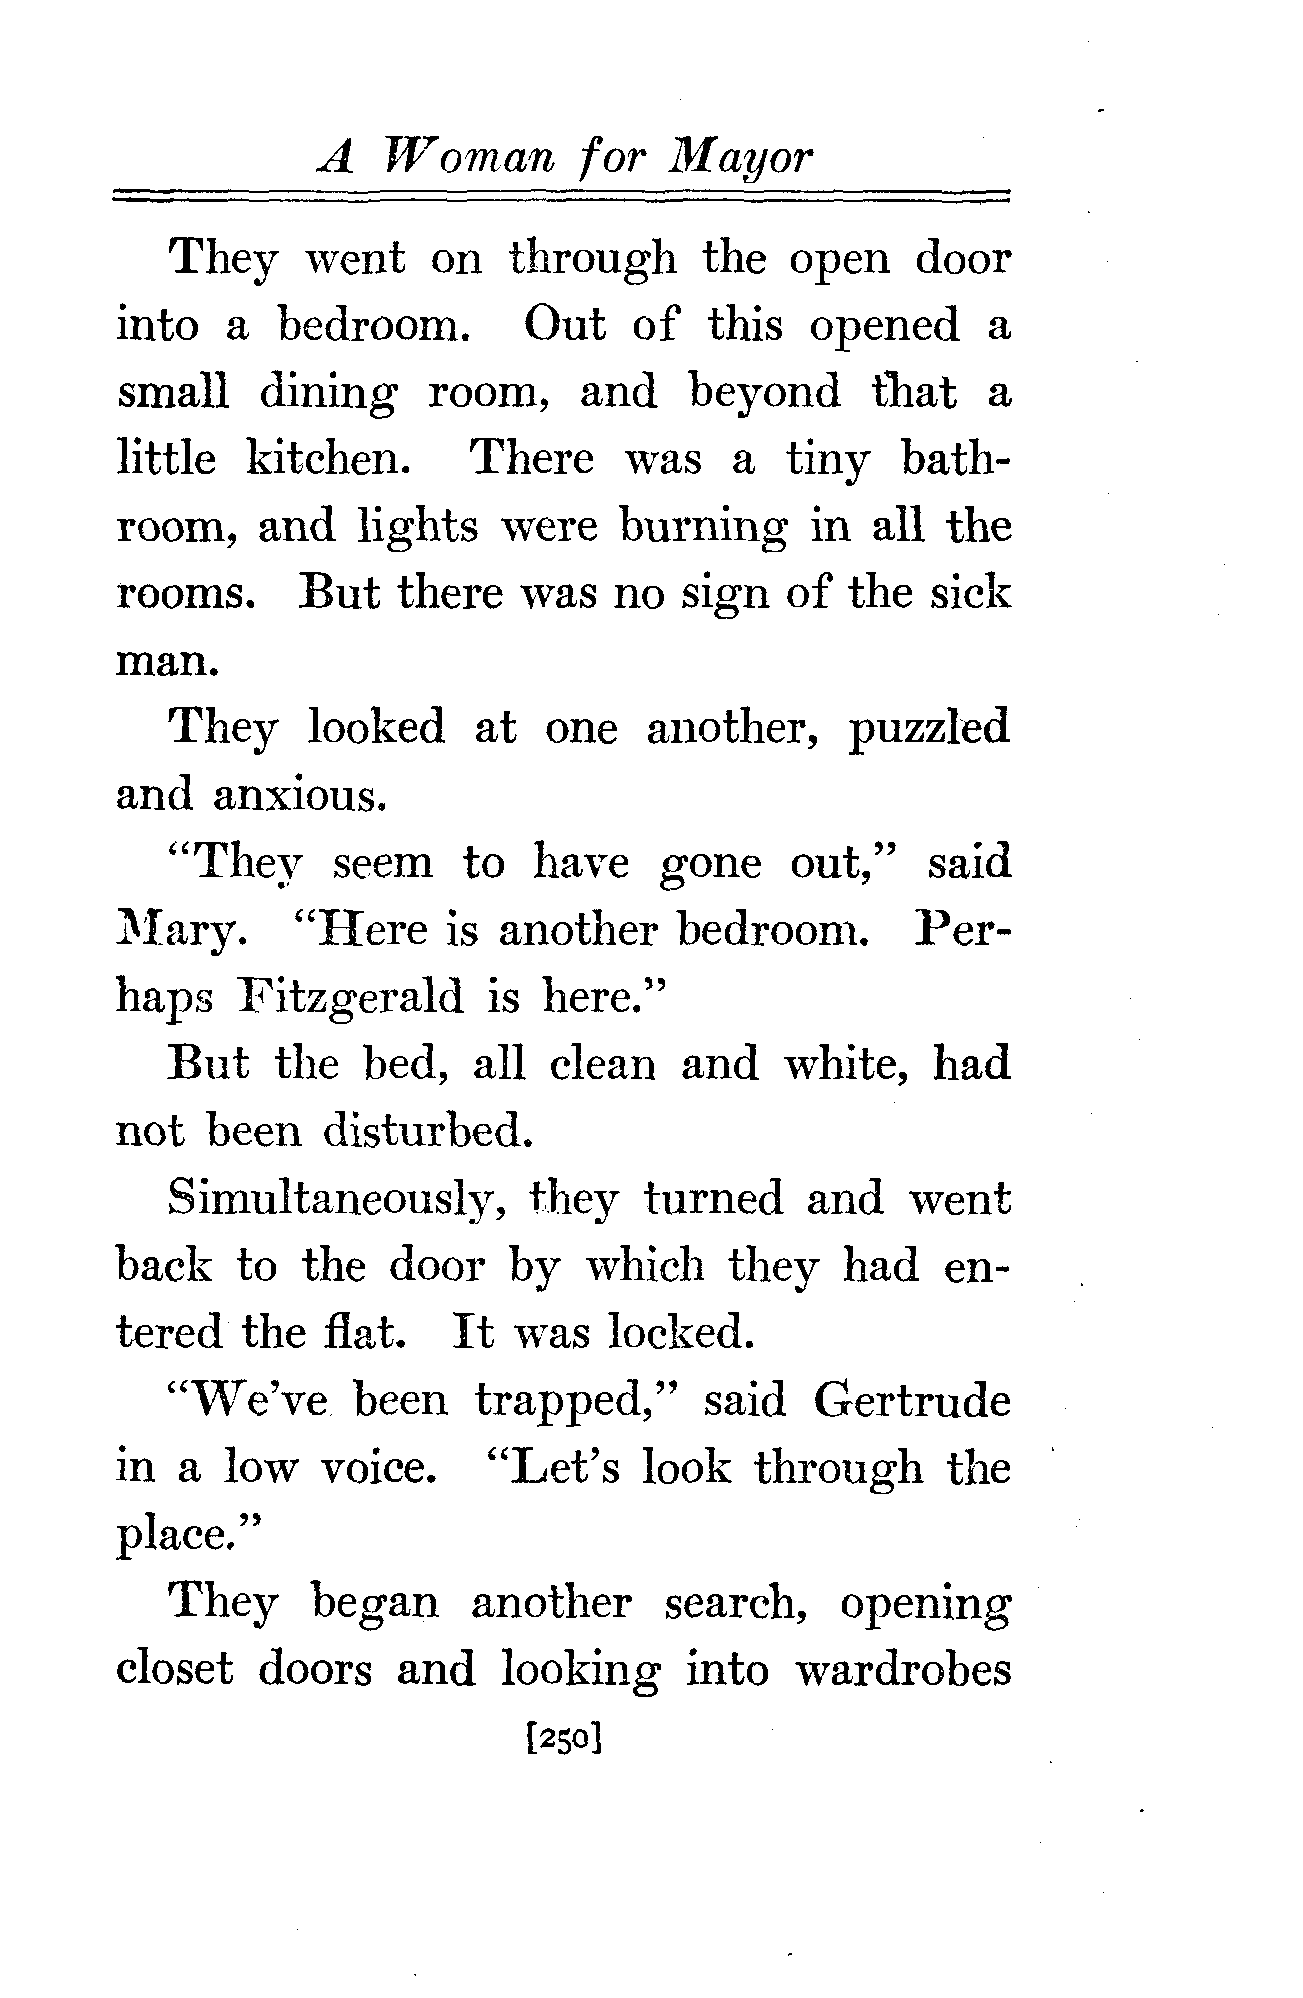 A Woman for Mayor
They went on through the open door
into a bedroom. Out of this opened a
small dining room, and beyond that a
little kitchen. There was a tiny bath-
room, and lights were burning in all the
rooms. But there was no sign of the sick
man.
They looked at one another, puzzled
and anxious.
“They seem to have gone out,” said
Mary. “Here is another bedroom. Per-
haps Fitzgerald is here.”
But the bed, all clean and white, had
not been disturbed.
Simultaneously, they turned and went
back to the door by which they had en-
tered the flat. It was locked.
“We’ve been trapped,” said Gertrude
in a low voice. “Let’s look through the
place.”
They began another search, opening
closet doors and looking into wardrobes
[250]